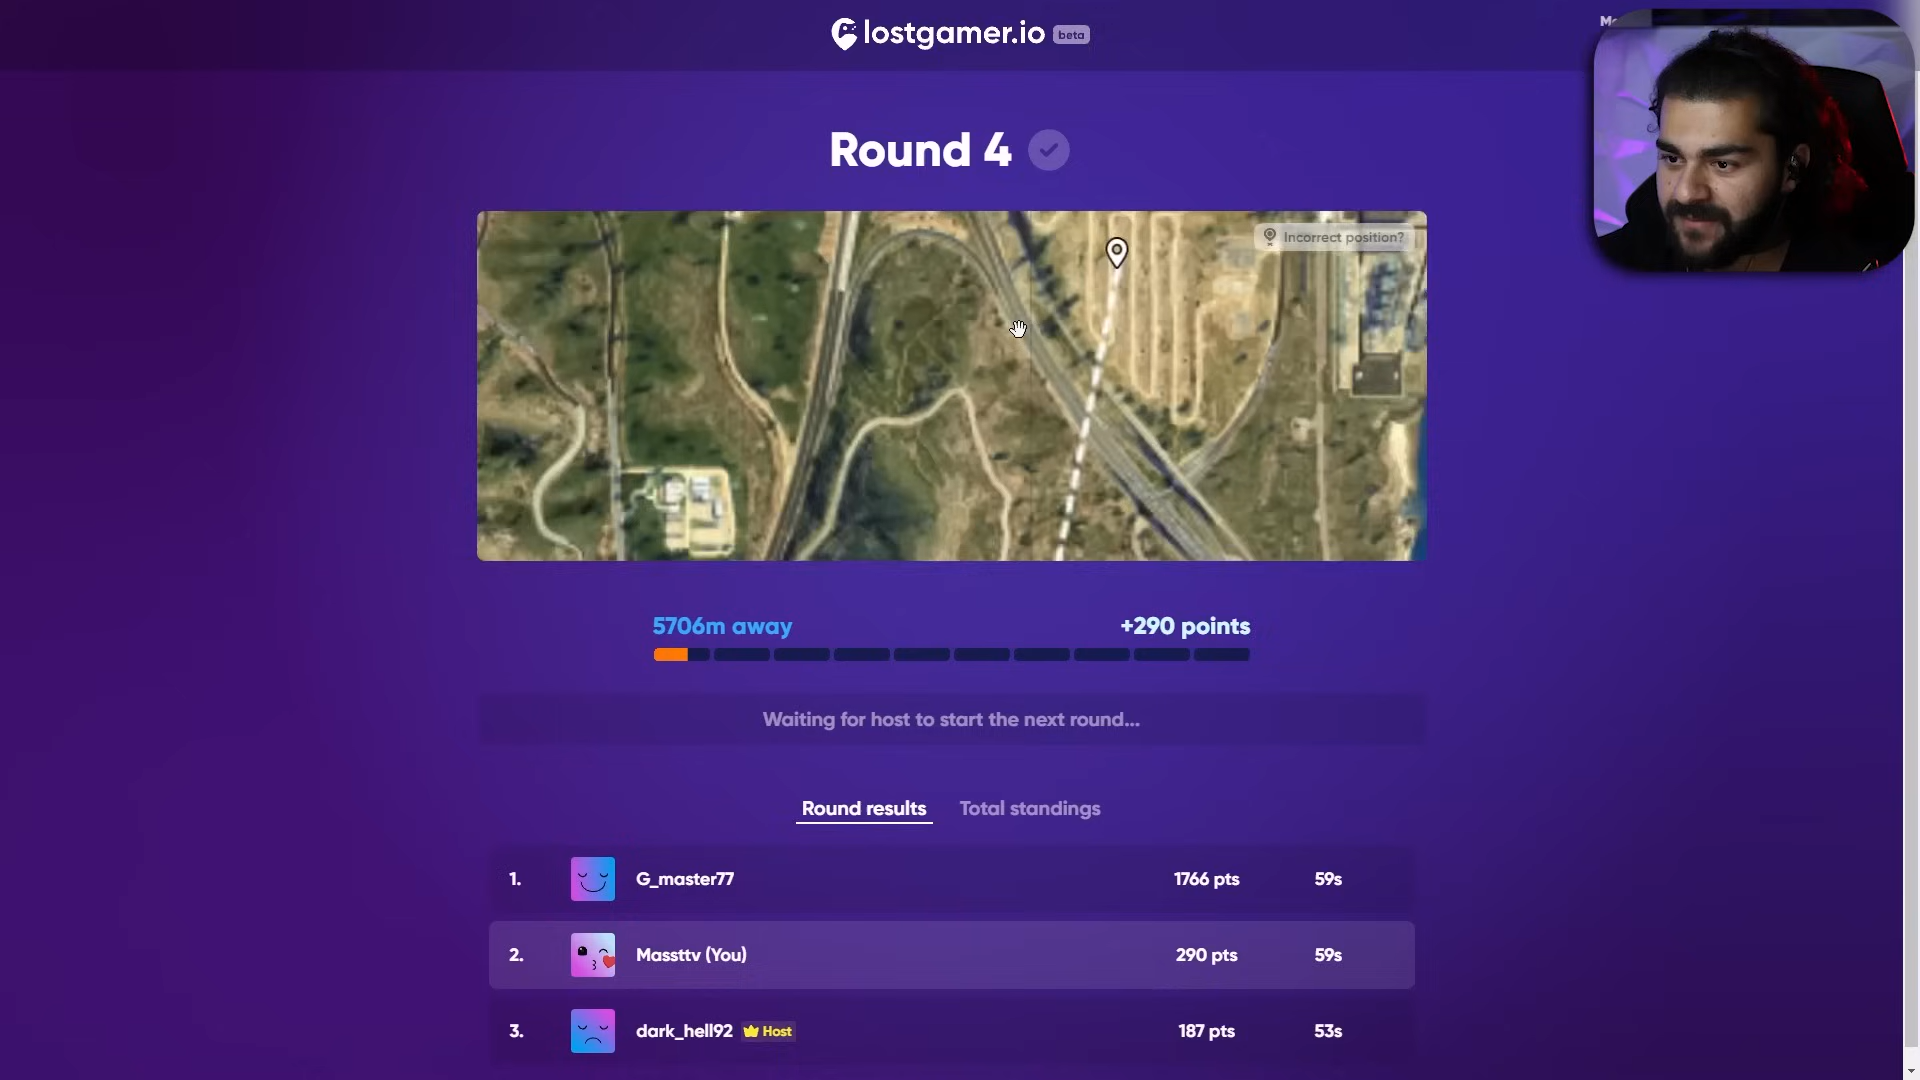 lostgamer.io beta
Round 4
Incorrect position?
5706m away
+290 points
Waiting for host to start the next round...
Round results
Total standings
1. G_master77 1766 pts 59s
2. Massttv (You) 290 pts 59s
3. dark_hell92 Host 187 pts 53s